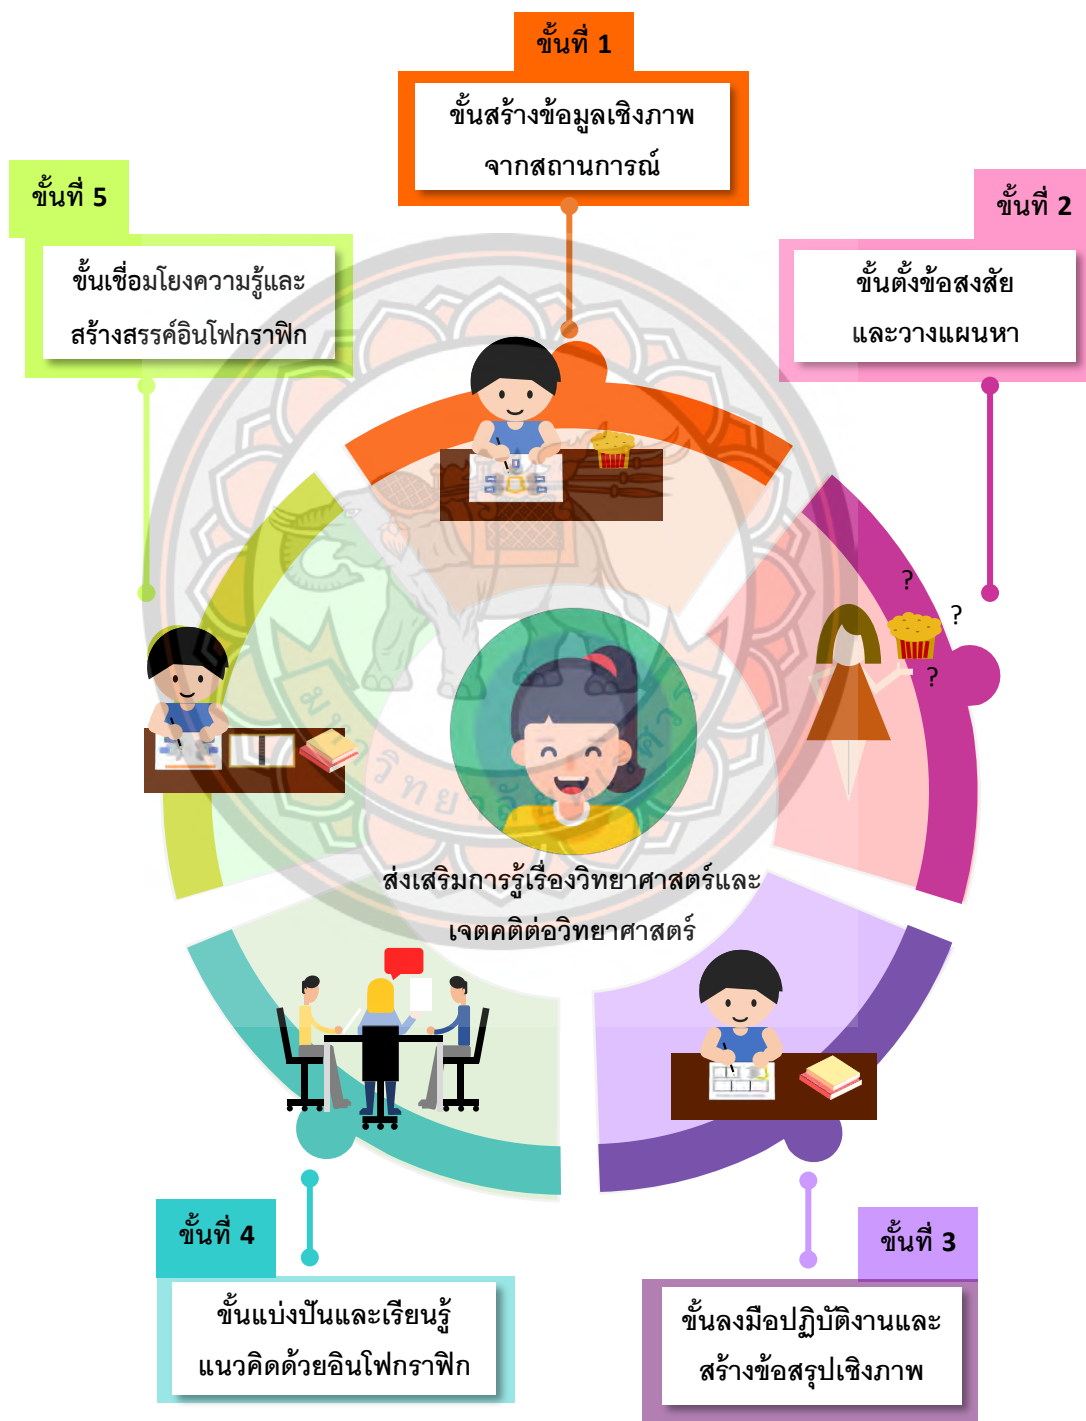 ขั้นที่ 1
ขั้นสร้างข้อมูลเชิงภาพ
จากสถานการณ์
ขั้นที่ 2
ขั้นตั้งข้อสงสัย
และวางแผนหา
ขั้นที่ 5
ขั้นเชื่อมโยงความรู้และ
สร้างสรรค์อินโฟกราฟิก
?
?
?
ส่งเสริมการรู้เรื่องวิทยาศาสตร์และ
เจตคติต่อวิทยาศาสตร์
ขั้นที่ 4
ขั้นแบ่งปันและเรียนรู้
แนวคิดด้วยอินโฟกราฟิก
ขั้นที่ 3
ขั้นลงมือปฏิบัติงานและ
สร้างข้อสรุปเชิงภาพ